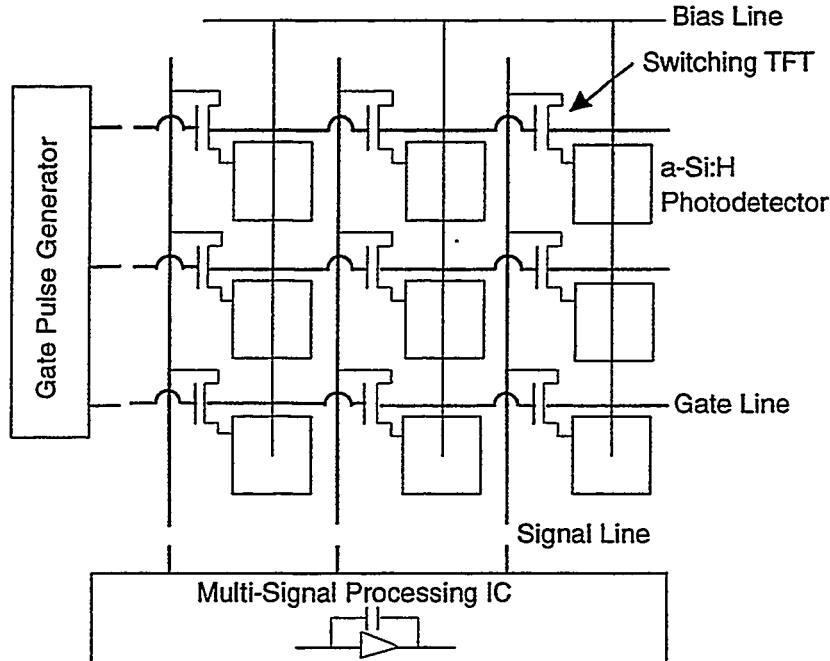 Bias Line
Switching TFT
a-Si:H
Photodetector
Gate Pulse Generator
Gate Line
Signal Line
Multi-Signal Processing IC